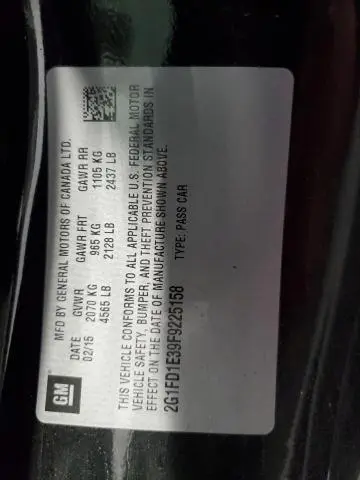 GM
MFD BY GENERAL MOTORS OF CANADA LTD.
DATE GVWR GAWR FRT GAWR RR
02/15 2070 KG 965 KG 1105 KG
4565 LB 2128 LB 2437 LB
THIS VEHICLE CONFORMS TO ALL APPLICABLE U.S. FEDERAL MOTOR
VEHICLE SAFETY, BUMPER, AND THEFT PREVENTION STANDARDS IN
EFFECT ON THE DATE OF MANUFACTURE SHOWN ABOVE.
2G1FD1E39F9225158 TYPE: PASS CAR